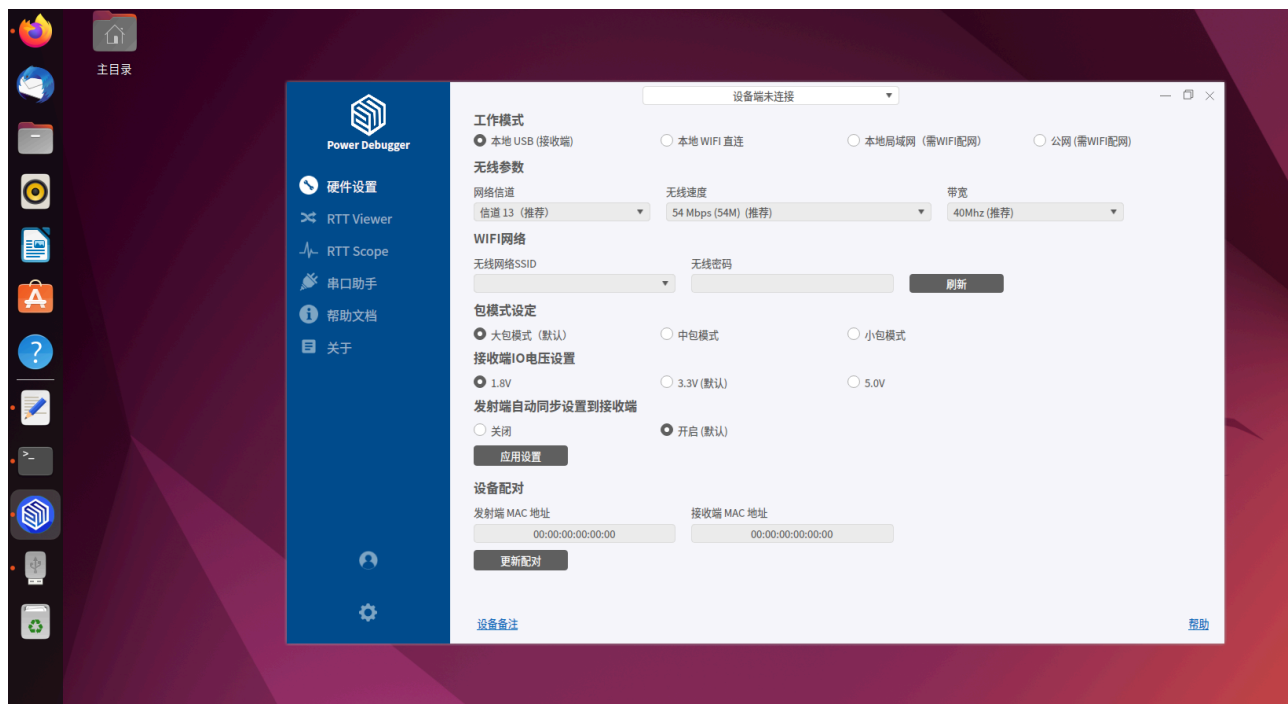 主目录
设备端未连接
Power Debugger
硬件设置
RTT Viewer
RTT Scope
串口助手
帮助文档
关于
工作模式
本地 USB (接收端) 本地 WIFI 直连 本地局域网（需WIFI配网） 公网 (需WIFI配网)
无线参数
网络信道 无线速度 带宽
信道 13（推荐） 54 Mbps (54M) (推荐) 40Mhz (推荐)
WIFI网络
无线网络SSID 无线密码
刷新
包模式设定
大包模式（默认） 中包模式 小包模式
接收端IO电压设置
1.8V 3.3V (默认) 5.0V
发射端自动同步设置到接收端
关闭 开启 (默认)
应用设置
设备配对
发射端 MAC 地址 接收端 MAC 地址
00:00:00:00:00:00 00:00:00:00:00:00
更新配对
设备备注 帮助